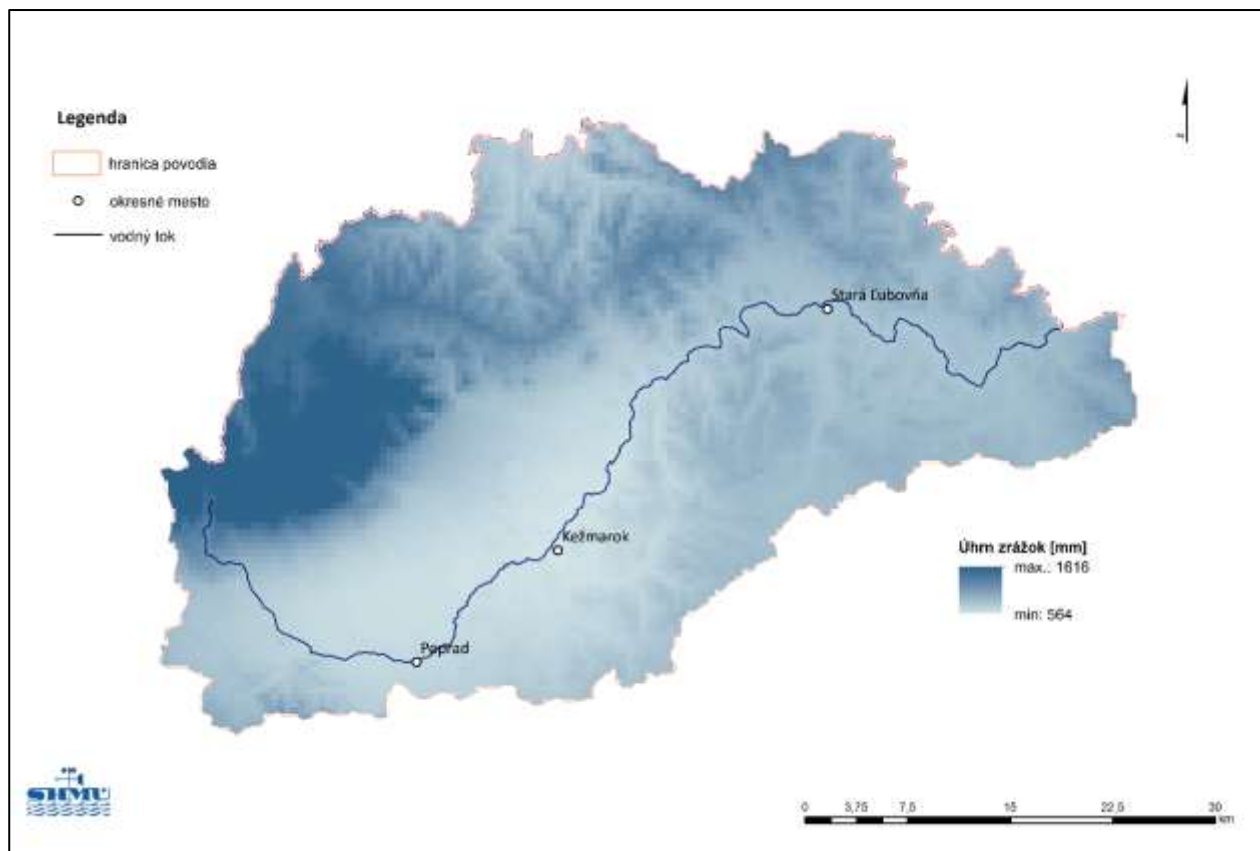 Legenda
hranica povodia
okresné mesto
vodný tok
Stará Ľubovňa
Kežmarok
Poprad
Úhrn zrážok [mm]
max.: 1616
min: 564
SHMÚ
0 3,75 7,5 15 22,5 30
km